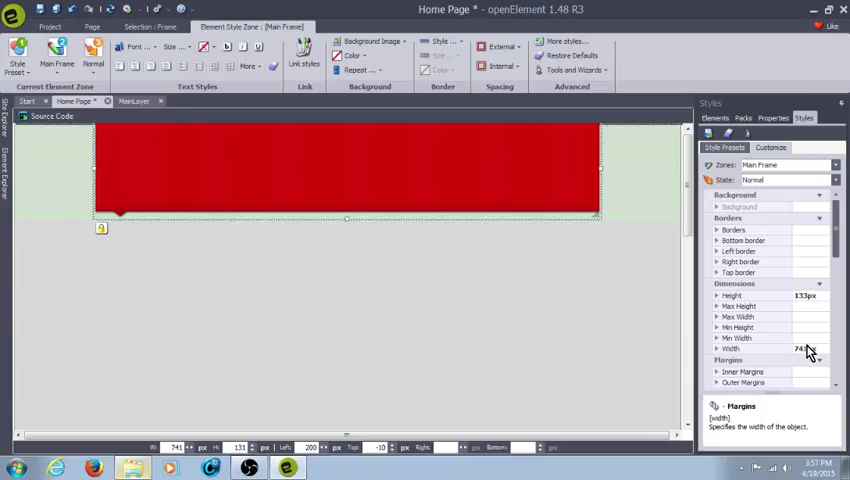 Home Page * openElement 1.48 R3
Project Page Selection : Frame Element Style Zone : [Main Frame] Like
Style Preset Main Frame Normal
Font ... Size ... B i U
More
Link styles
Background Image Color Repeat ...
Style ... Size ... Color
External Internal
More styles... Restore Defaults Tools and Wizards
Current Element Zone Text Styles Link Background Border Spacing Advanced
Start Home Page * MainLayer
Styles
Source Code
Site Explorer
Element Explorer
Elements Packs Properties Styles
Style Presets Customize
Zones: Main Frame
State: Normal
Background
Background
Borders
Borders
Bottom border
Left border
Right border
Top border
Dimensions
Height 133px
Max Height
Max Width
Min Height
Min Width
Width
Margins
Inner Margins
Outer Margins
- Margins
[width]
Specifies the width of the object.
W: 741 px H: 131 px Left: 200 px Top: -10 px Right: px Bottom: px
3:57 PM
4/19/2015